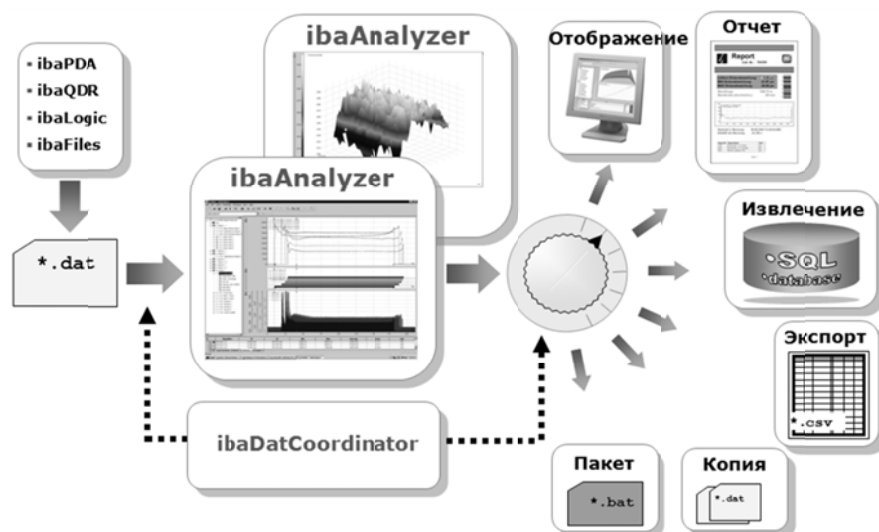 ibaPDA
ibaQDR
ibaLogic
ibaFiles
*.dat
ibaAnalyzer
ibaAnalyzer
ibaDatCoordinator
Отображение
Отчет
Report
Извлечение
SQL
database
Экспорт
*.csv
Пакет
*.bat
Копия
*.dat